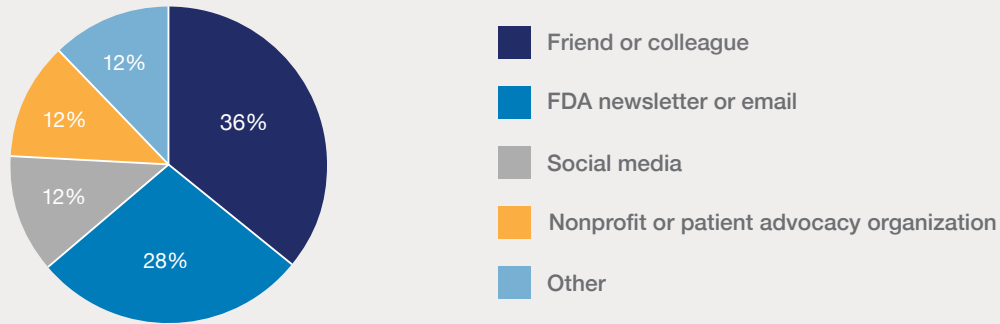 12%
36%
12%
12%
28%
Friend or colleague
FDA newsletter or email
Social media
Nonprofit or patient advocacy organization
Other